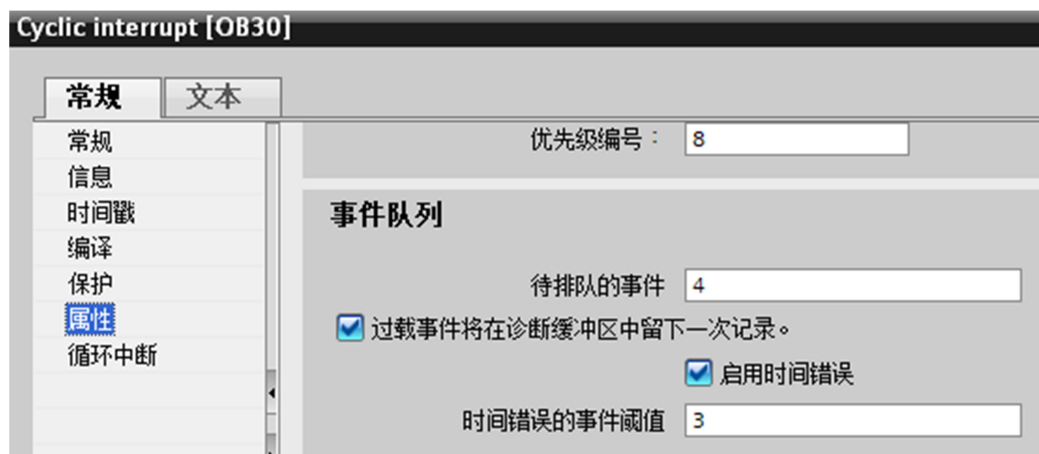 Cyclic interrupt [OB30]
常规
文本
常规
信息
时间戳
编译
保护
属性
循环中断
优先级编号：
8
事件队列
待排队的事件
4
过载事件将在诊断缓冲区中留下一次记录。
启用时间错误
时间错误的事件阈值
3